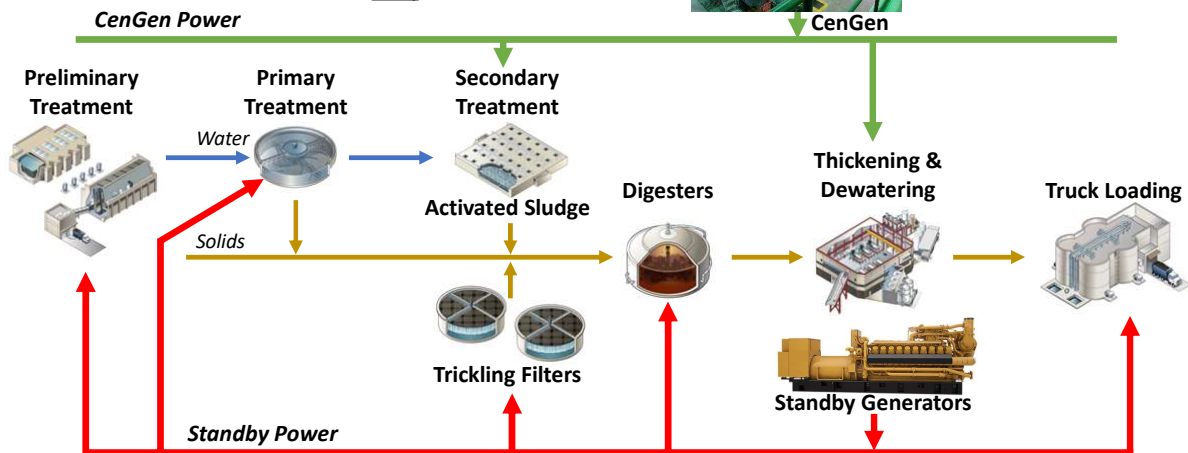 CenGen Power
CenGen
Preliminary
Treatment
Primary
Treatment
Secondary
Treatment
Water
Thickening &
Dewatering
Activated Sludge
Digesters
Truck Loading
Solids
Trickling Filters
Standby Generators
Standby Power